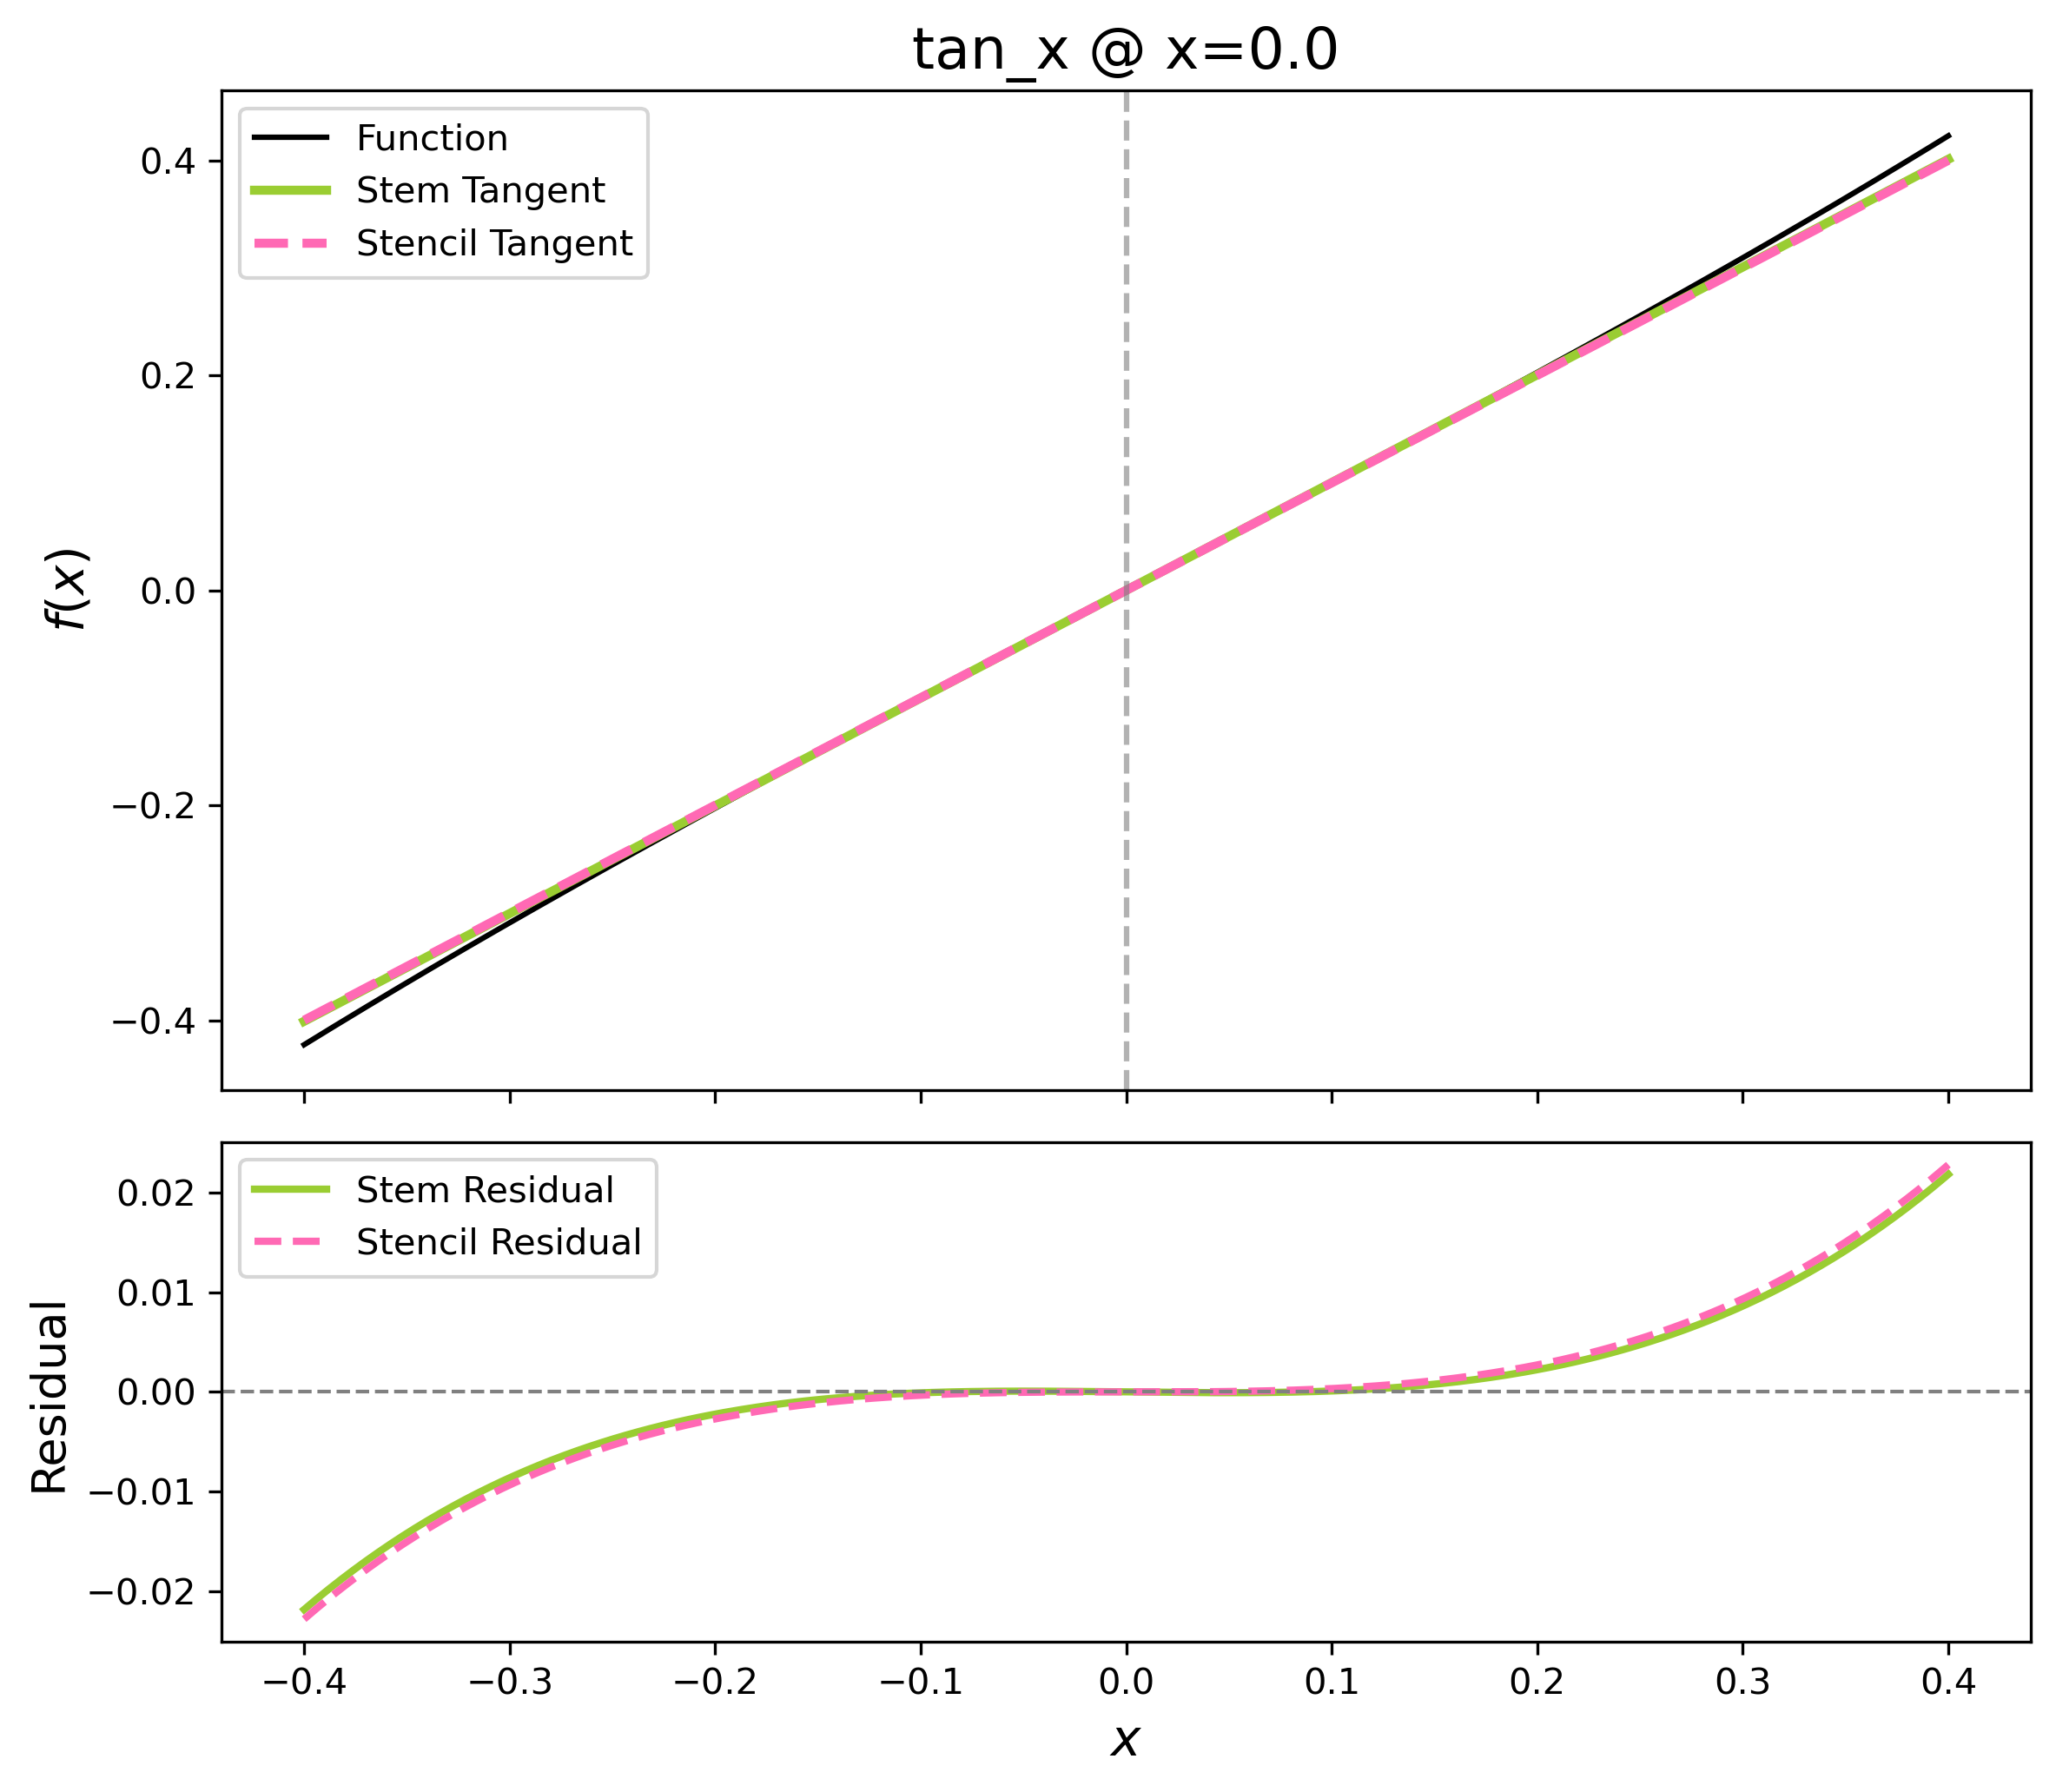 tan_x @ x=0.0
Function
Stem Tangent
Stencil Tangent
0.4
0.2
0.0
−0.2
−0.4
f(x)
Stem Residual
Stencil Residual
0.02
0.01
0.00
−0.01
−0.02
Residual
−0.4 −0.3 −0.2 −0.1 0.0 0.1 0.2 0.3 0.4
x